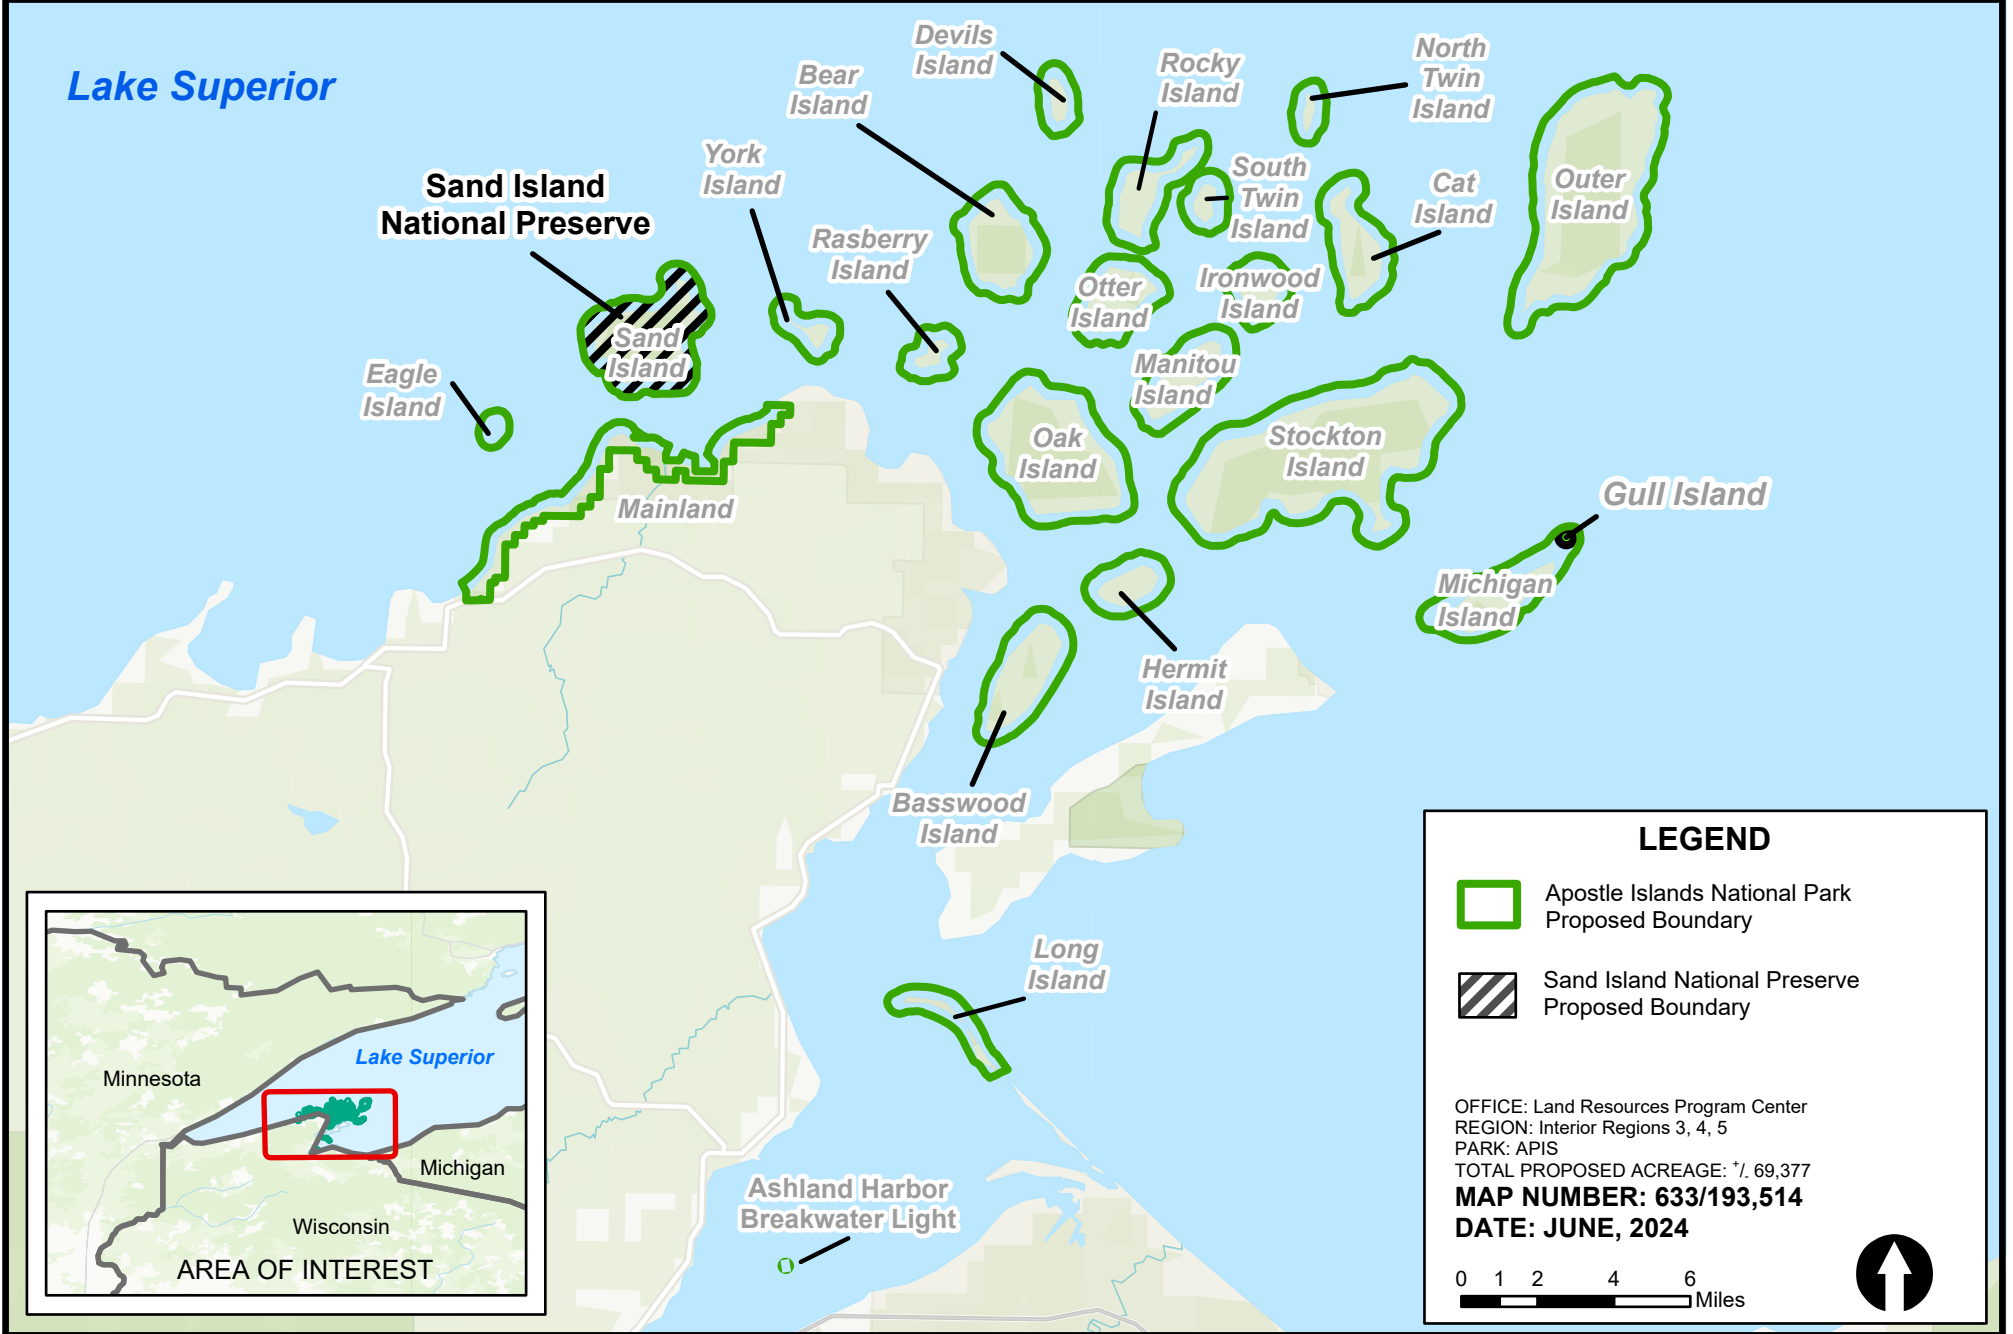 Lake Superior
Devils
Island
Bear
Island
Rocky
Island
North
Twin
Island
York
Island
Sand Island
National Preserve
South
Twin
Island
Cat
Island
Outer
Island
Rasberry
Island
Otter
Island
Ironwood
Island
Sand
Island
Eagle
Island
Manitou
Island
Oak
Island
Stockton
Island
Mainland
Gull Island
Michigan
Island
Hermit
Island
Basswood
Island
Long
Island
Ashland Harbor
Breakwater Light
Lake Superior
Minnesota
Michigan
Wisconsin
AREA OF INTEREST
LEGEND
Apostle Islands National Park
Proposed Boundary
Sand Island National Preserve
Proposed Boundary
OFFICE: Land Resources Program Center
REGION: Interior Regions 3, 4, 5
PARK: APIS
TOTAL PROPOSED ACREAGE: +/- 69,377
MAP NUMBER: 633/193,514
DATE: JUNE, 2024
0 1 2 4 6
Miles